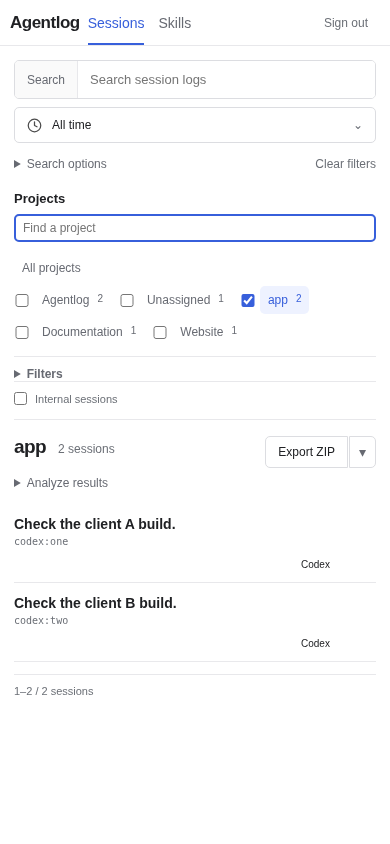 Agentlog Sessions Skills Sign out
Search Search session logs
All time
Search options Clear filters
Projects
Find a project
All projects
Agentlog 2 Unassigned 1 app 2
Documentation 1 Website 1
Filters
Internal sessions
app 2 sessions Export ZIP
Analyze results
Check the client A build.
codex:one
Codex
Check the client B build.
codex:two
Codex
1–2 / 2 sessions